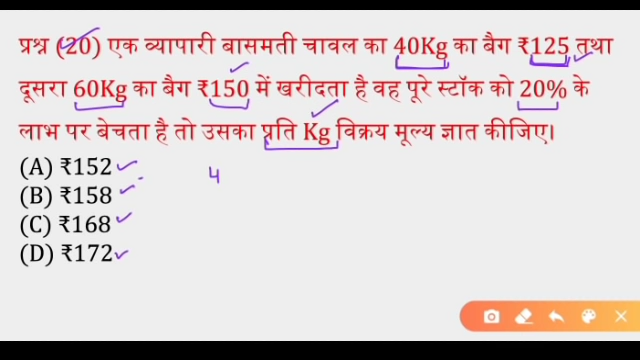 प्रश्न (20) एक व्यापारी बासमती चावल का 40Kg का बैग ₹125 तथा
दूसरा 60Kg का बैग ₹150 में खरीदता है वह पूरे स्टॉक को 20% के
लाभ पर बेचता है तो उसका प्रति Kg विक्रय मूल्य ज्ञात कीजिए।
(A) ₹152
4
(B) ₹158
(C) ₹168
(D) ₹172